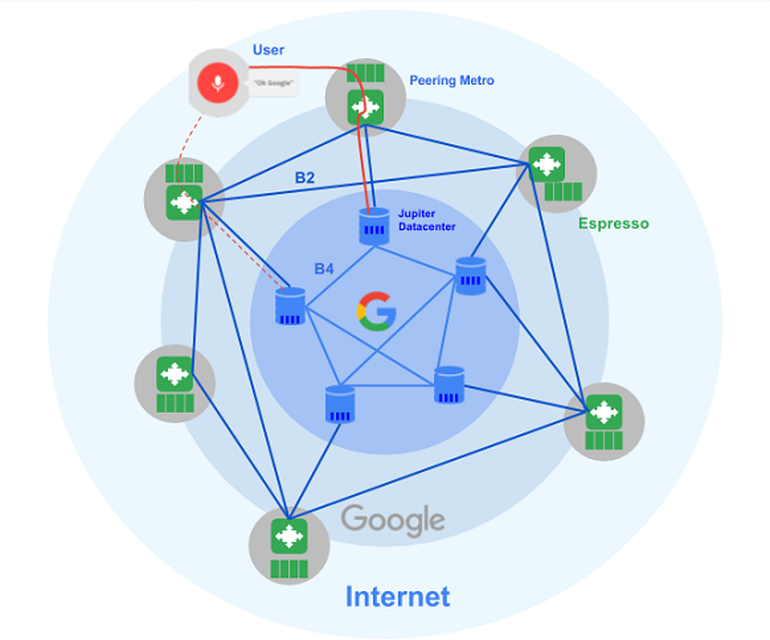 User
"Ok Google"
Peering Metro
B2
Jupiter
Datacenter
Espresso
B4
G
Google
Internet